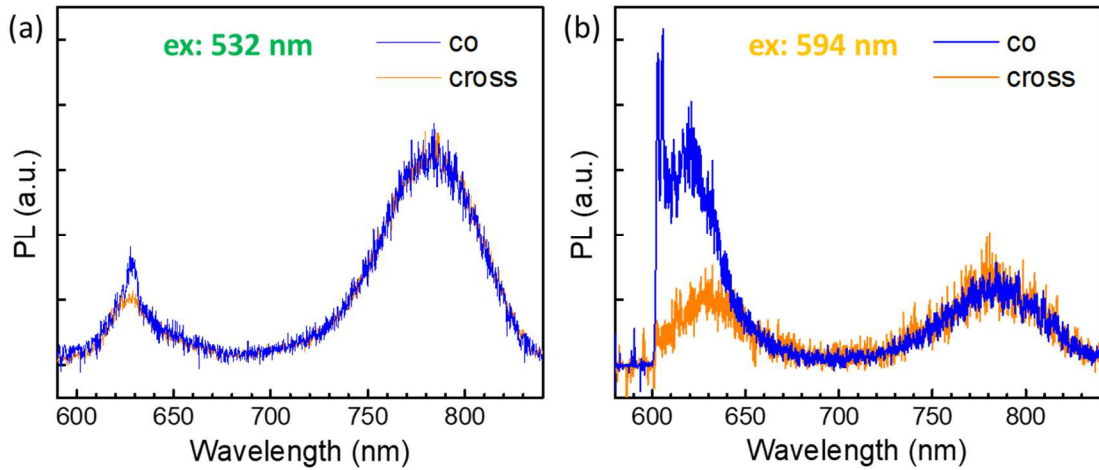 (a)
ex: 532 nm
co
cross
PL (a.u.)
600 650 700 750 800
Wavelength (nm)
(b)
ex: 594 nm
co
cross
PL (a.u.)
600 650 700 750 800
Wavelength (nm)